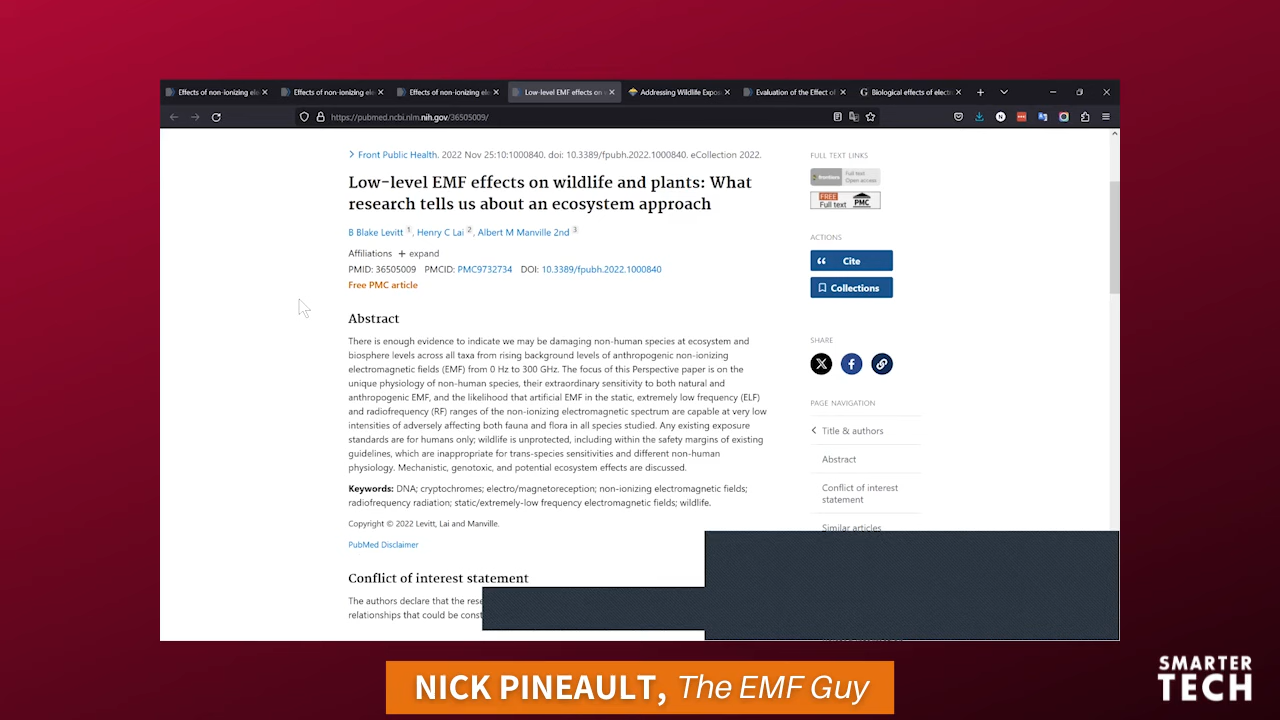 Effects of non-ionizing ele
Effects of non-ionizing ele
Effects of non-ionizing ele
Low-level EMF effects on w
Addressing Wildlife Expos
Evaluation of the Effect of
Biological effects of electr
https://pubmed.ncbi.nlm.nih.gov/36505009/
Front Public Health. 2022 Nov 25:10:1000840. doi: 10.3389/fpubh.2022.1000840. eCollection 2022.
Low-level EMF effects on wildlife and plants: What
research tells us about an ecosystem approach
B Blake Levitt 1, Henry C Lai 2, Albert M Manville 2nd 3
Affiliations + expand
PMID: 36505009 PMCID: PMC9732734 DOI: 10.3389/fpubh.2022.1000840
Free PMC article
Abstract
There is enough evidence to indicate we may be damaging non-human species at ecosystem and
biosphere levels across all taxa from rising background levels of anthropogenic non-ionizing
electromagnetic fields (EMF) from 0 Hz to 300 GHz. The focus of this Perspective paper is on the
unique physiology of non-human species, their extraordinary sensitivity to both natural and
anthropogenic EMF, and the likelihood that artificial EMF in the static, extremely low frequency (ELF)
and radiofrequency (RF) ranges of the non-ionizing electromagnetic spectrum are capable at very low
intensities of adversely affecting both fauna and flora in all species studied. Any existing exposure
standards are for humans only; wildlife is unprotected, including within the safety margins of existing
guidelines, which are inappropriate for trans-species sensitivities and different non-human
physiology. Mechanistic, genotoxic, and potential ecosystem effects are discussed.
Keywords: DNA; cryptochromes; electro/magnetoreception; non-ionizing electromagnetic fields;
radiofrequency radiation; static/extremely-low frequency electromagnetic fields; wildlife.
Copyright © 2022 Levitt, Lai and Manville.
PubMed Disclaimer
Conflict of interest statement
The authors declare that the rese
relationships that could be const
FULL TEXT LINKS
frontiers Full text
Open access
FREE
Full text PMC
ACTIONS
Cite
Collections
SHARE
PAGE NAVIGATION
Title & authors
Abstract
Conflict of interest
statement
Similar articles
NICK PINEAULT, The EMF Guy
SMARTER
TECH